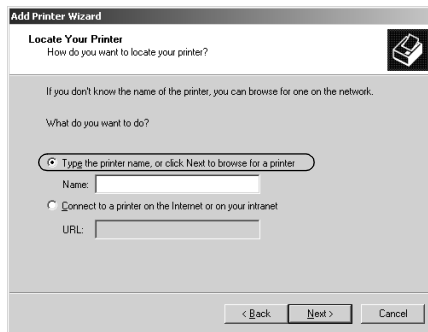 Add Printer Wizard
Locate Your Printer
How do you want to locate your printer?
If you don't know the name of the printer, you can browse for one on the network.
What do you want to do?
Type the printer name, or click Next to browse for a printer
Name:
Connect to a printer on the Internet or on your intranet
URL:
< Back
Next >
Cancel